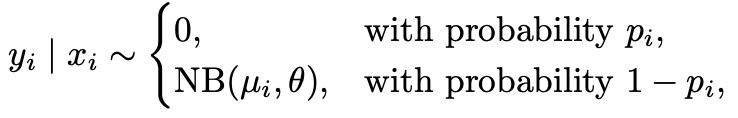 yᵢ | xᵢ ∼ { 0, with probability pᵢ,
NB(μᵢ, θ), with probability 1 − pᵢ,